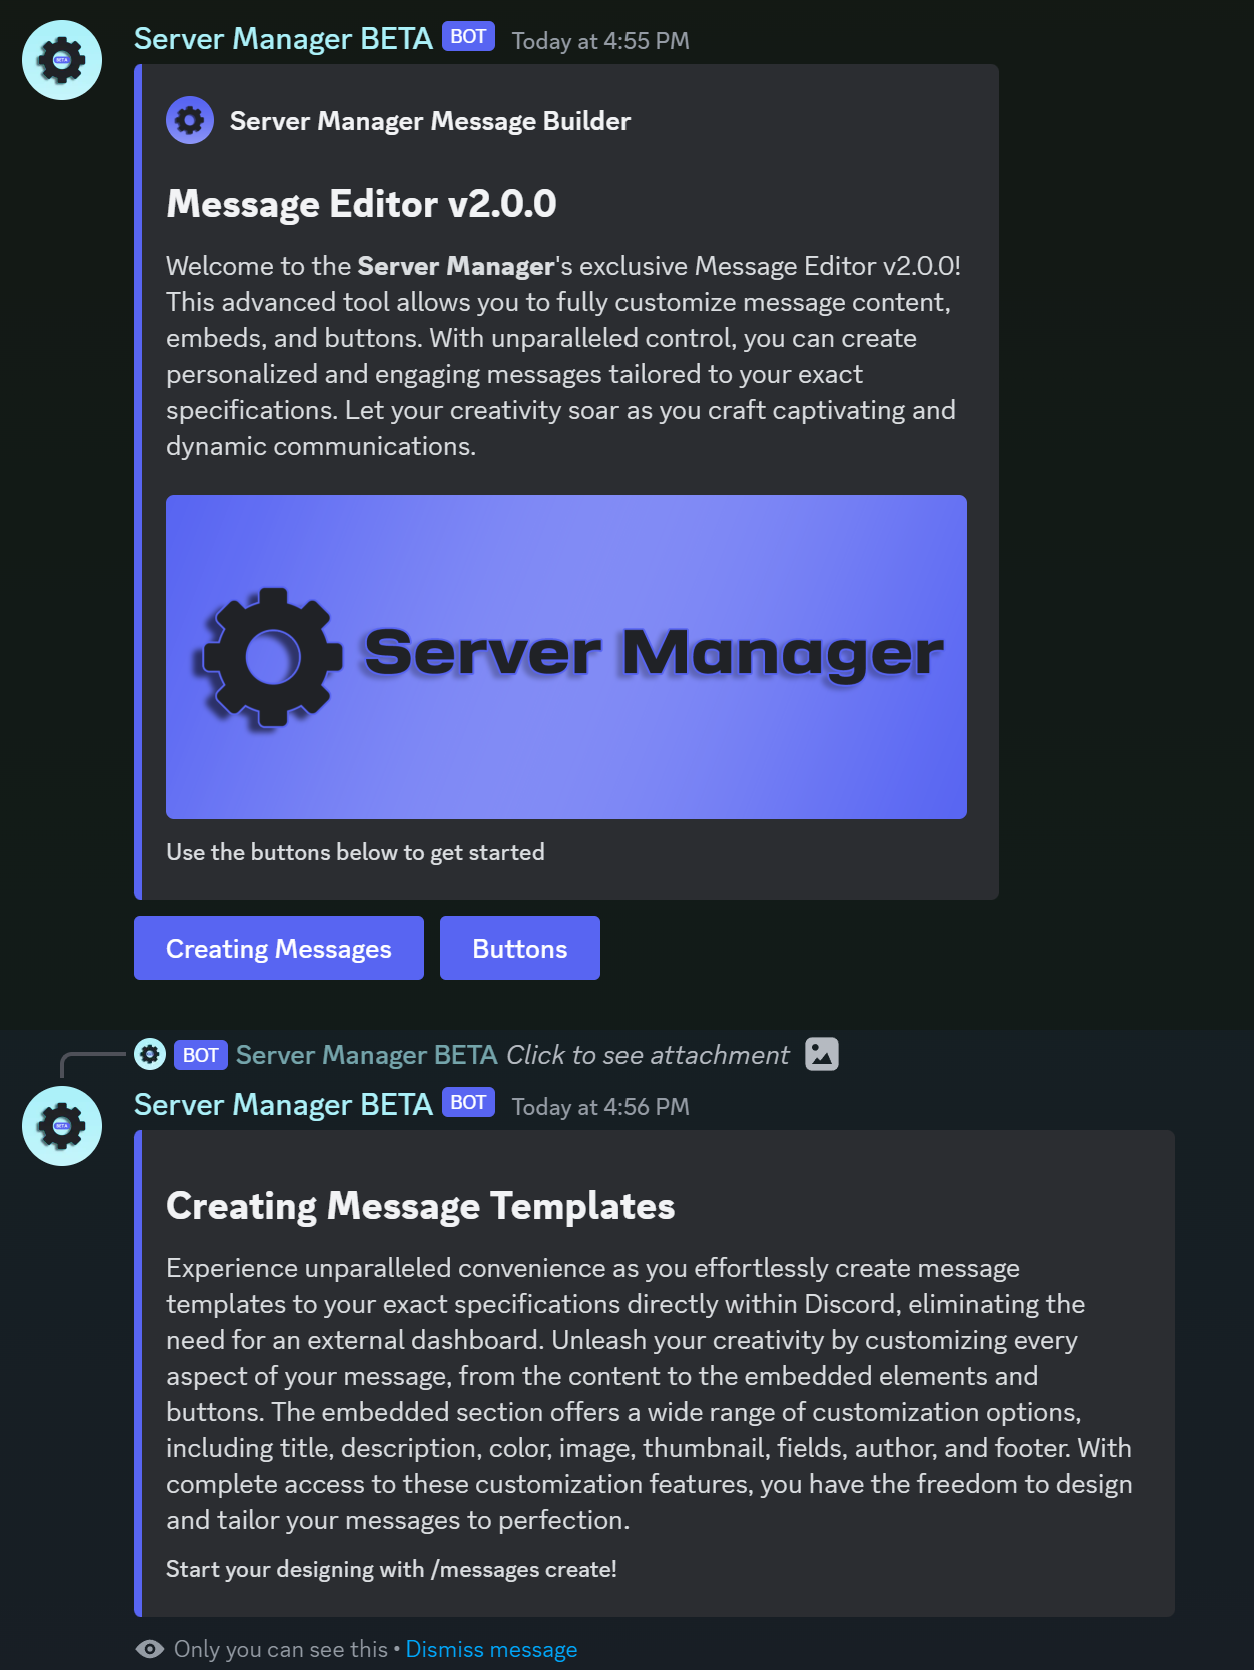 Server Manager BETA BOT Today at 4:55 PM
Server Manager Message Builder
Message Editor v2.0.0
Welcome to the Server Manager's exclusive Message Editor v2.0.0!
This advanced tool allows you to fully customize message content,
embeds, and buttons. With unparalleled control, you can create
personalized and engaging messages tailored to your exact
specifications. Let your creativity soar as you craft captivating and
dynamic communications.
Server Manager
Use the buttons below to get started
Creating Messages Buttons
BOT Server Manager BETA Click to see attachment
Server Manager BETA BOT Today at 4:56 PM
BETA
Creating Message Templates
Experience unparalleled convenience as you effortlessly create message
templates to your exact specifications directly within Discord, eliminating the
need for an external dashboard. Unleash your creativity by customizing every
aspect of your message, from the content to the embedded elements and
buttons. The embedded section offers a wide range of customization options,
including title, description, color, image, thumbnail, fields, author, and footer. With
complete access to these customization features, you have the freedom to design
and tailor your messages to perfection.
Start your designing with /messages create!
Only you can see this • Dismiss message